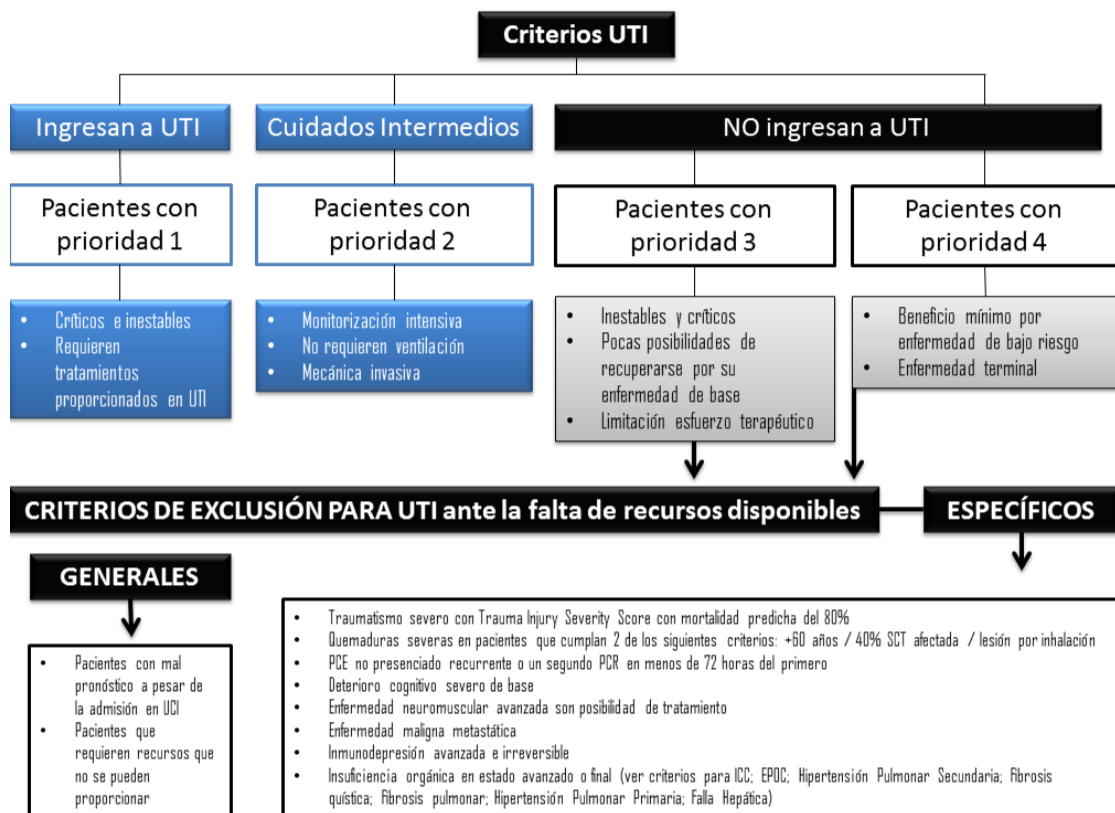 Criterios UTI
Ingresan a UTI
Cuidados Intermedios
NO ingresan a UTI
Pacientes con
prioridad 1
Pacientes con
prioridad 2
Pacientes con
prioridad 3
Pacientes con
prioridad 4
• Críticos e inestables
• Requieren
tratamientos
proporcionados en UTI
• Monitorización intensiva
• No requieren ventilación
• Mecánica invasiva
• Inestables y críticos
• Pocas posibilidades de
recuperarse por su
enfermedad de base
• Limitación esfuerzo terapéutico
• Beneficio mínimo por
enfermedad de bajo riesgo
• Enfermedad terminal
CRITERIOS DE EXCLUSIÓN PARA UTI ante la falta de recursos disponibles
ESPECÍFICOS
GENERALES
• Pacientes con mal
pronóstico a pesar de
la admisión en UCI
• Pacientes que
requieren recursos que
no se pueden
proporcionar
• Traumatismo severo con Trauma Injury Severity Score con mortalidad predicha del 80%
• Quemaduras severas en pacientes que cumplan 2 de los siguientes criterios: +60 años / 40% SCT afectada / lesión por inhalación
• PCE no presenciado recurrente o un segundo PCR en menos de 72 horas del primero
• Deterioro cognitivo severo de base
• Enfermedad neuromuscular avanzada son posibilidad de tratamiento
• Enfermedad maligna metastática
• Inmunodepresión avanzada e irreversible
• Insuficiencia orgánica en estado avanzado o final (ver criterios para ICC; EPOC; Hipertensión Pulmonar Secundaria; Fibrosis
quística; Fibrosis pulmonar; Hipertensión Pulmonar Primaria; Falla Hepática)